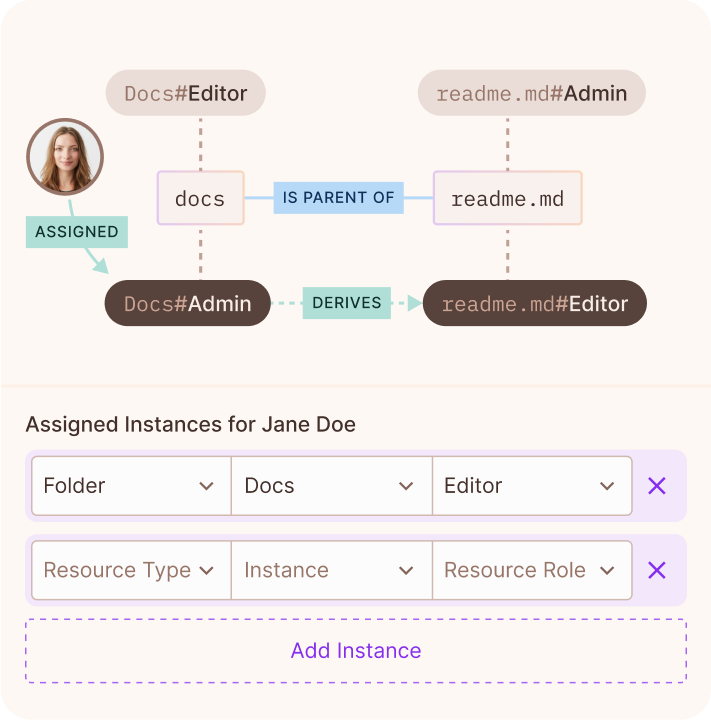 Docs#Editor
readme.md#Admin
docs
IS PARENT OF
readme.md
ASSIGNED
Docs#Admin
DERIVES
readme.md#Editor
Assigned Instances for Jane Doe
Folder
Docs
Editor
Resource Type
Instance
Resource Role
Add Instance